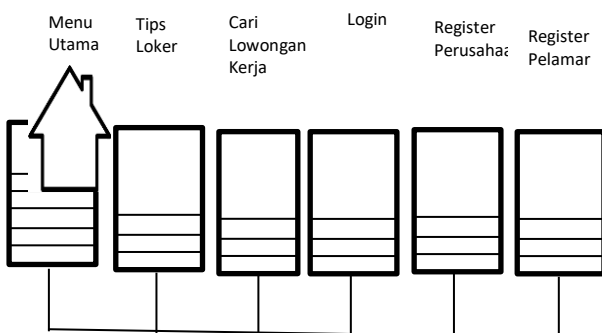 Menu
Utama
Tips
Loker
Cari
Lowongan
Kerja
Login
Register
Perusahaa
Register
Pelamar